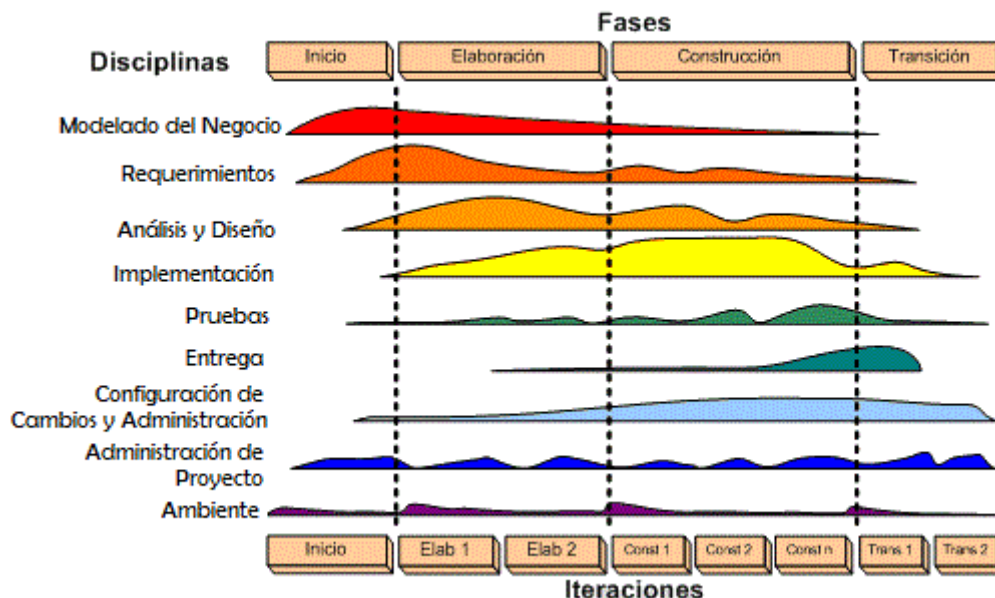 Fases
Inicio Elaboración Construcción Transición
Disciplinas
Modelado del Negocio
Requerimientos
Análisis y Diseño
Implementación
Pruebas
Entrega
Configuración de
Cambios y Administración
Administración de
Proyecto
Ambiente
Inicio Elab 1 Elab 2 Const 1 Const 2 Const n Trans 1 Trans 2
Iteraciones